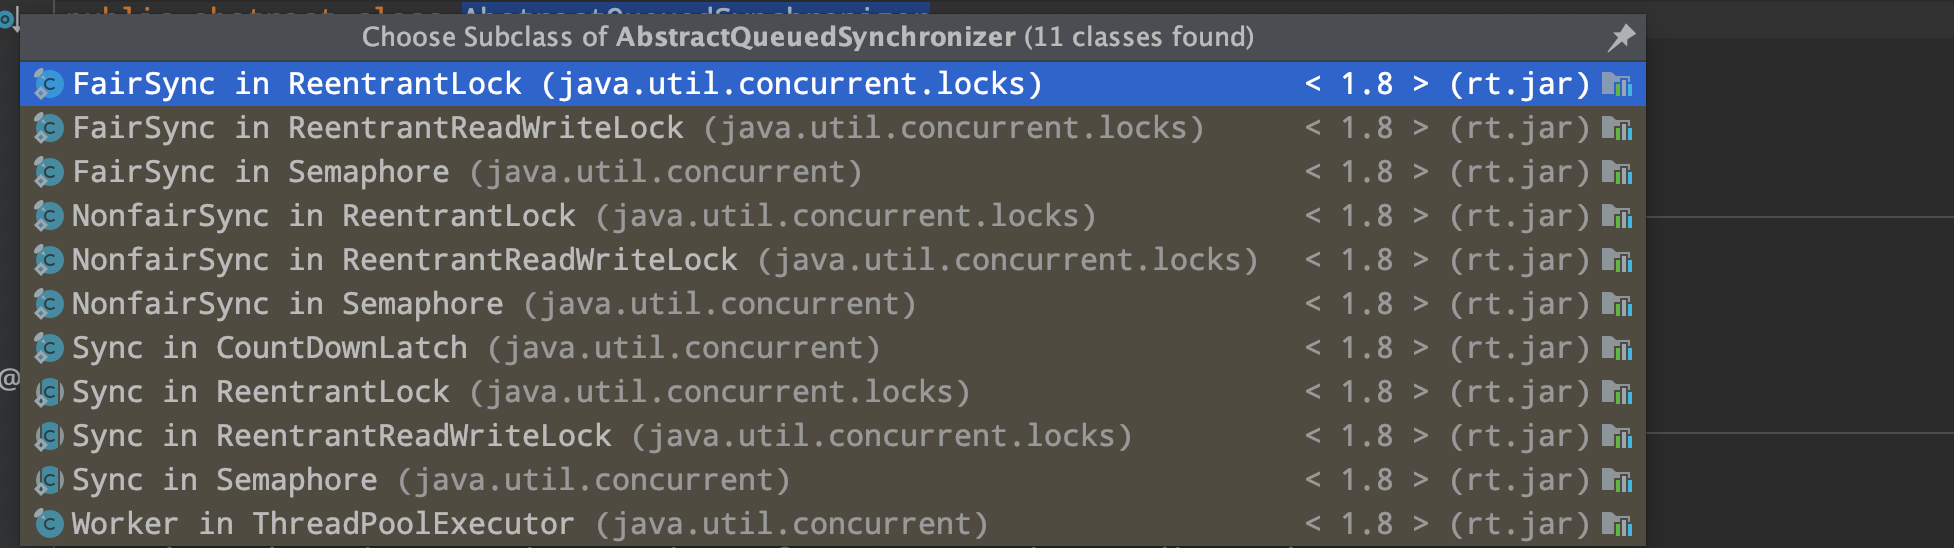 public abstract class AbstractQueuedSynchronizer
Choose Subclass of AbstractQueuedSynchronizer (11 classes found)
FairSync in ReentrantLock (java.util.concurrent.locks) < 1.8 > (rt.jar)
FairSync in ReentrantReadWriteLock (java.util.concurrent.locks) < 1.8 > (rt.jar)
FairSync in Semaphore (java.util.concurrent) < 1.8 > (rt.jar)
NonfairSync in ReentrantLock (java.util.concurrent.locks) < 1.8 > (rt.jar)
NonfairSync in ReentrantReadWriteLock (java.util.concurrent.locks) < 1.8 > (rt.jar)
NonfairSync in Semaphore (java.util.concurrent) < 1.8 > (rt.jar)
Sync in CountDownLatch (java.util.concurrent) < 1.8 > (rt.jar)
@
Sync in ReentrantLock (java.util.concurrent.locks) < 1.8 > (rt.jar)
Sync in ReentrantReadWriteLock (java.util.concurrent.locks) < 1.8 > (rt.jar)
Sync in Semaphore (java.util.concurrent) < 1.8 > (rt.jar)
Worker in ThreadPoolExecutor (java.util.concurrent) < 1.8 > (rt.jar)